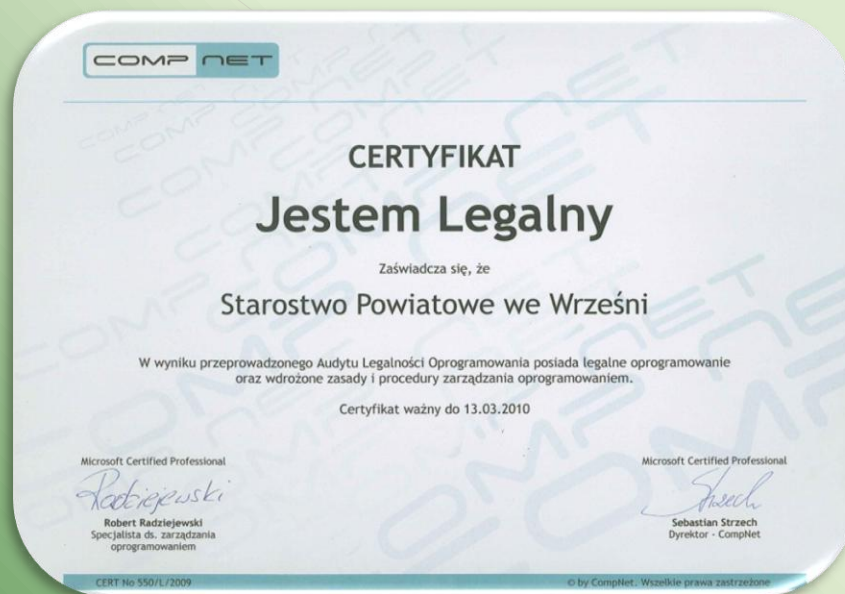 COMP NET
CERTYFIKAT
Jestem Legalny
Zaświadcza się, że
Starostwo Powiatowe we Wrześni
W wyniku przeprowadzonego Audytu Legalności Oprogramowania posiada legalne oprogramowanie
oraz wdrożone zasady i procedury zarządzania oprogramowaniem.
Certyfikat ważny do 13.03.2010
Microsoft Certified Professional
Radziejewski
Robert Radziejewski
Specjalista ds. zarządzania
oprogramowaniem
Microsoft Certified Professional
Strzech
Sebastian Strzech
Dyrektor - CompNet
CERT No 550/L/2009
© by CompNet. Wszelkie prawa zastrzeżone